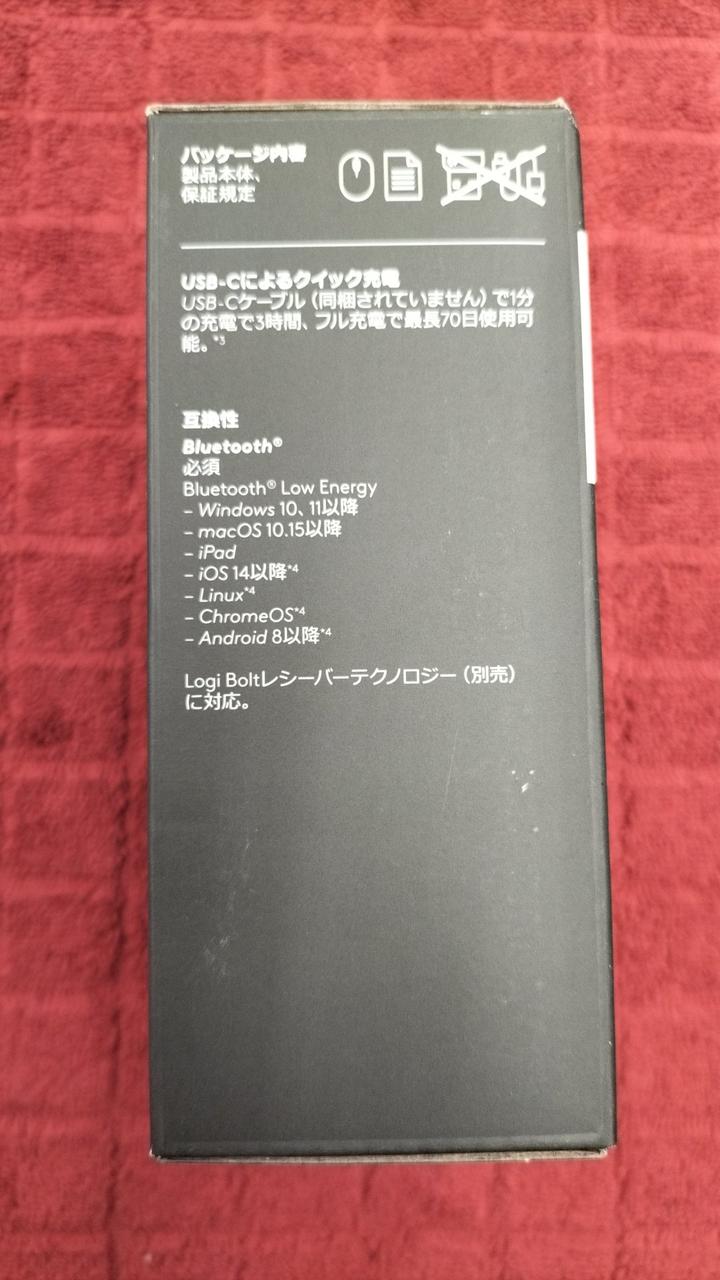 パッケージ内容
製品本体、
保証規定
USB-Cによるクイック充電
USB-Cケーブル（同梱されていません）で1分
の充電で3時間、フル充電で最長70日使用可
能。*3
互換性
Bluetooth®
必須
Bluetooth® Low Energy
– Windows 10、11以降
– macOS 10.15以降
– iPad
– iOS 14以降*4
– Linux*4
– ChromeOS*4
– Android 8以降*4
Logi Boltレシーバーテクノロジー（別売）
に対応。